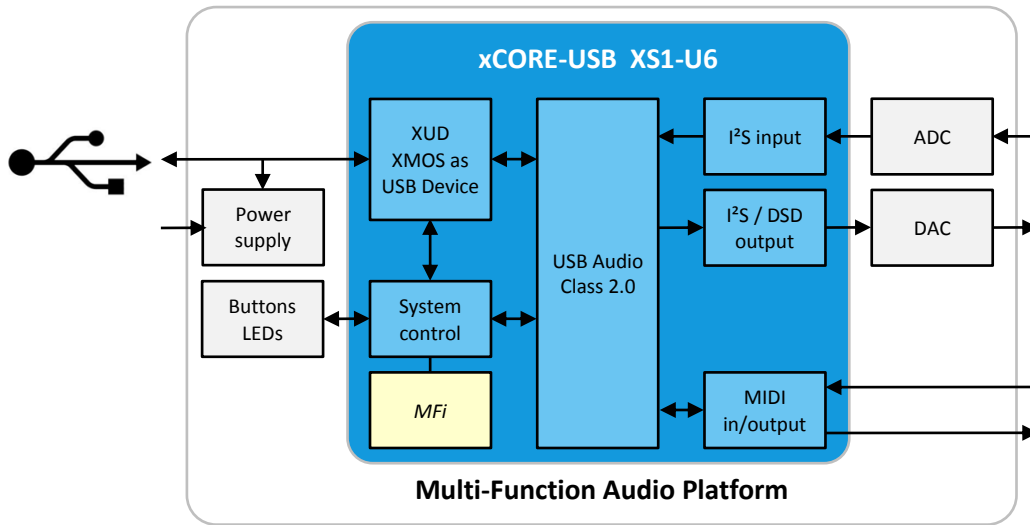 xCORE-USB XS1-U6
XUD
XMOS as
USB Device
I²S input
ADC
Power
supply
I²S / DSD
output
DAC
USB Audio
Class 2.0
Buttons
LEDs
System
control
MFi
MIDI
in/output
Multi-Function Audio Platform